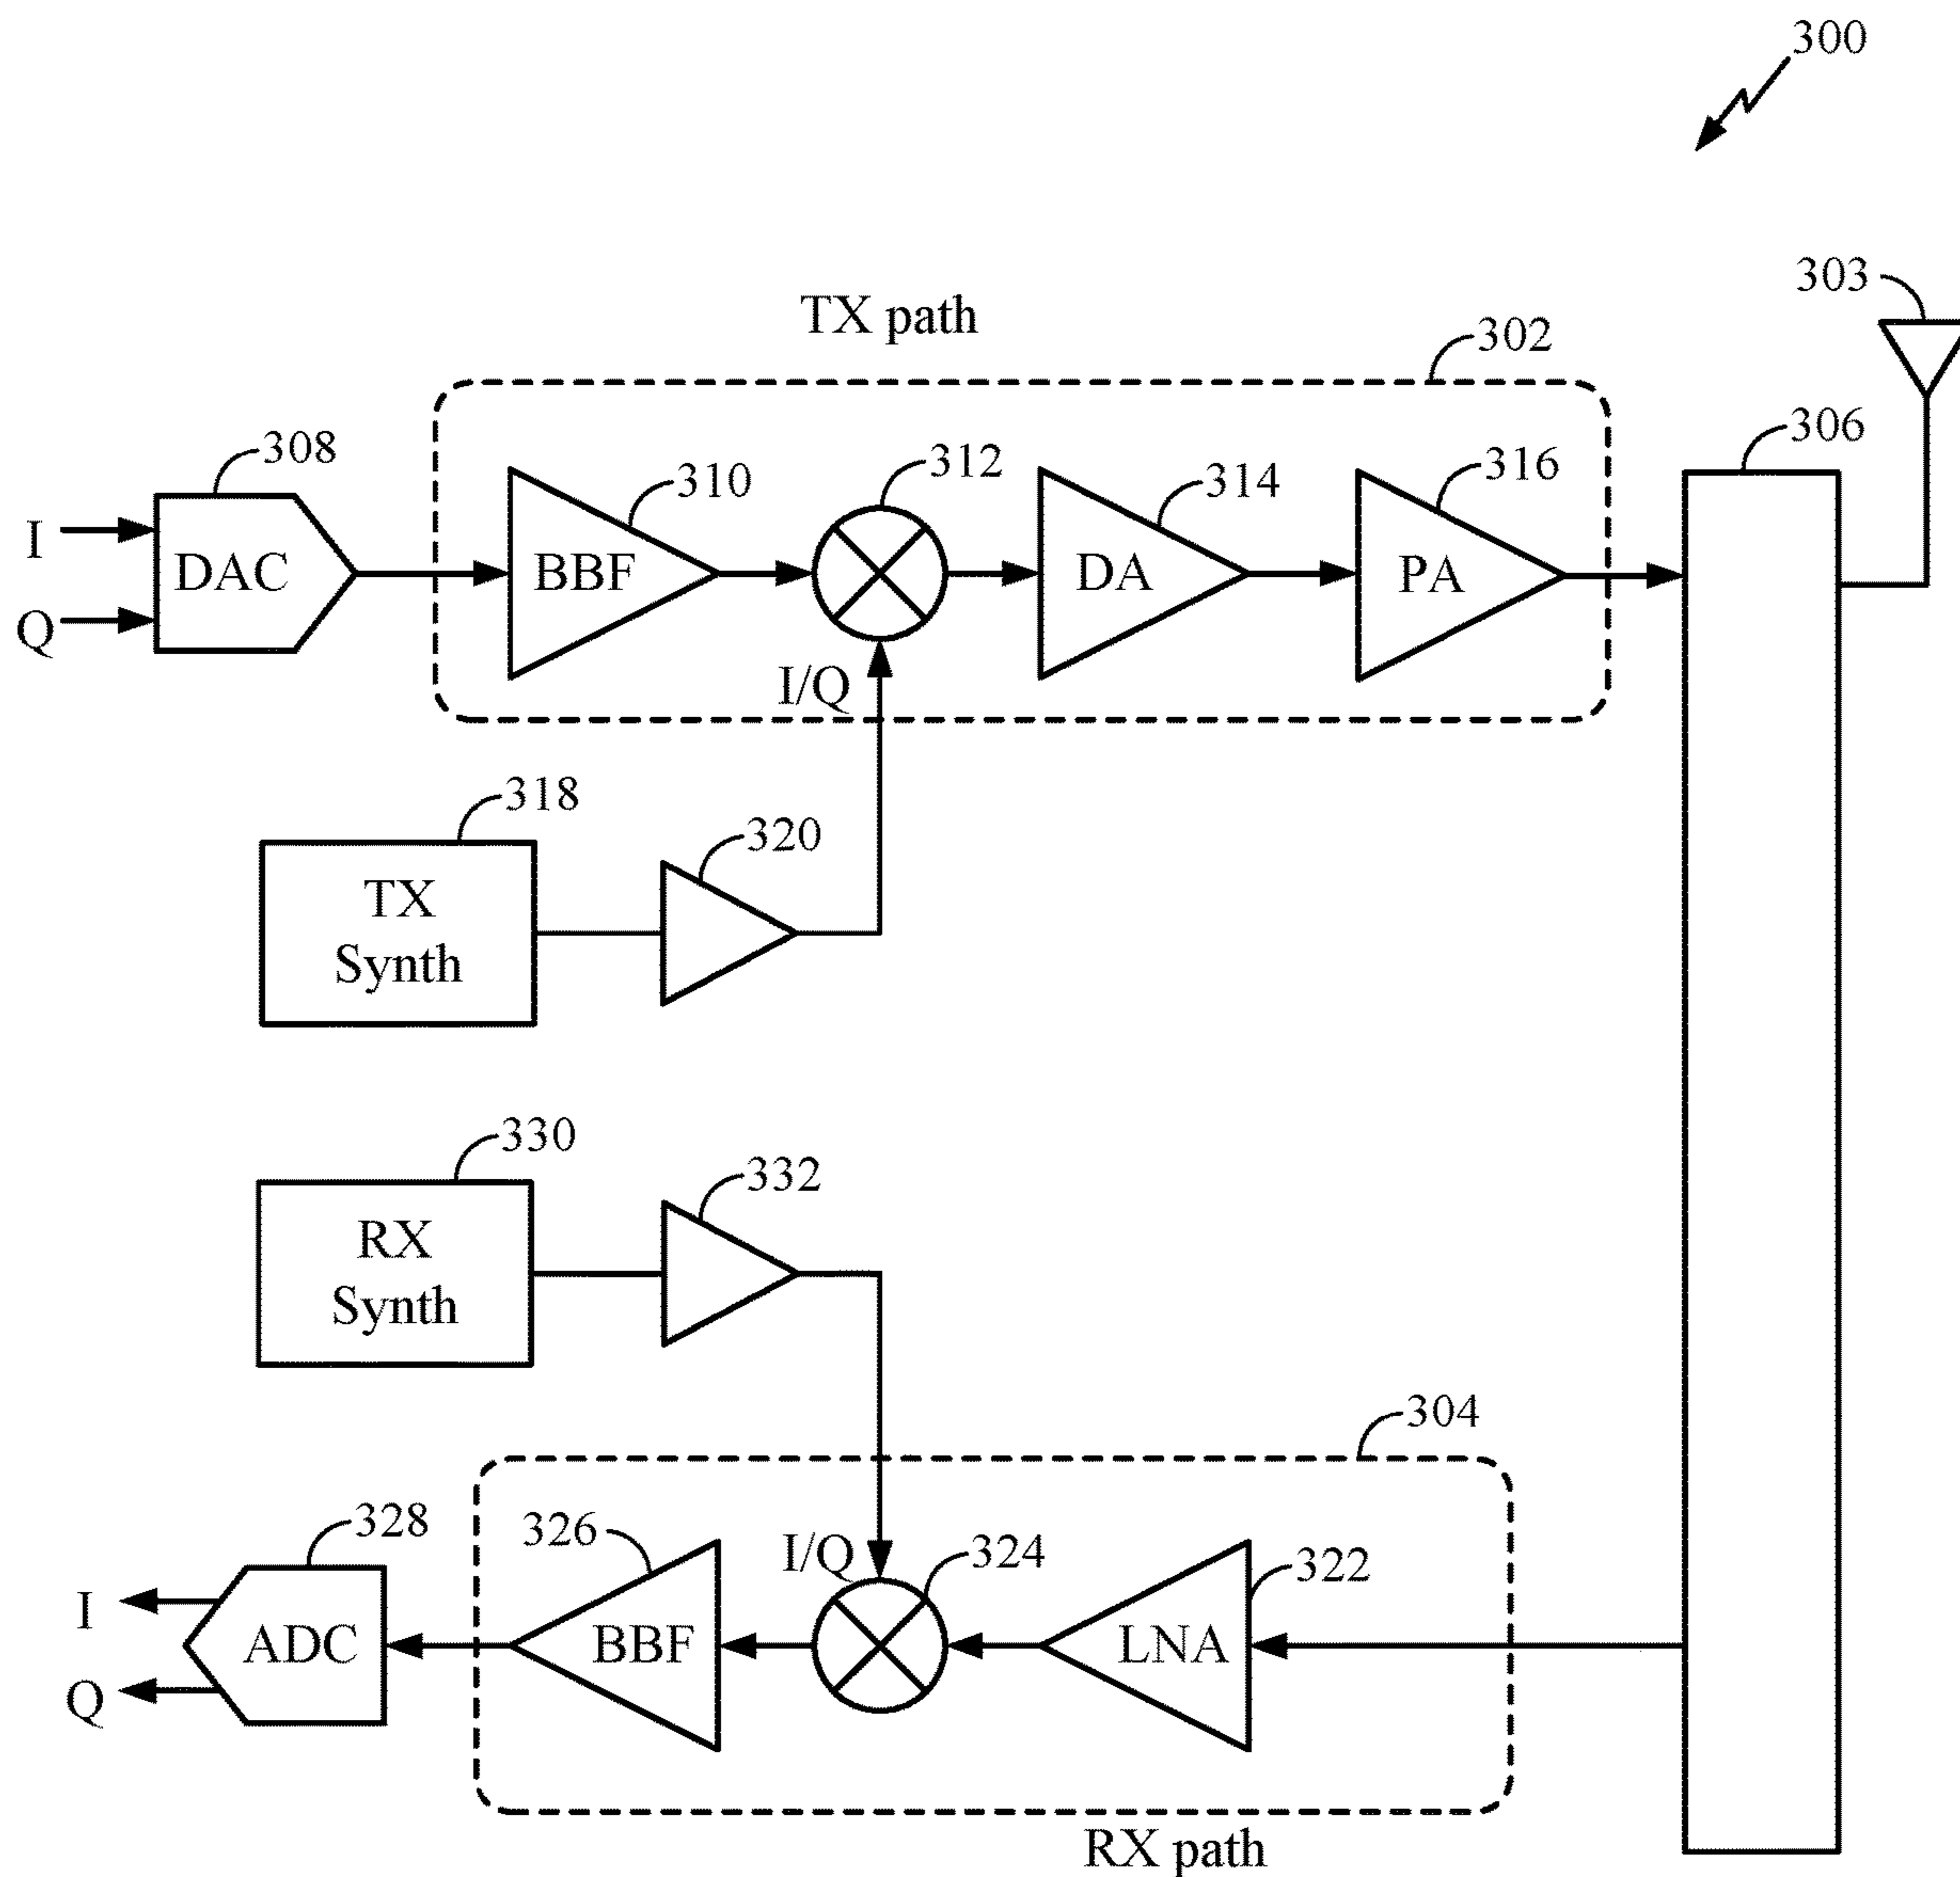 300
303
TX path
302
306
308
310
312
314
316
I
Q
DAC
BBF
DA
PA
I/Q
318
320
TX
Synth
330
332
RX
Synth
304
328
326
I/Q
324
322
I
Q
ADC
BBF
LNA
RX path